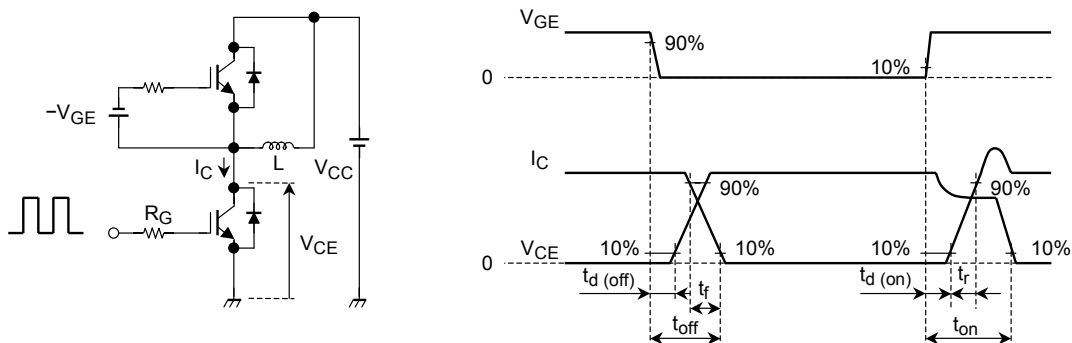 −VGE
IC
L
VCC
RG
VCE
VGE
90%
10%
0
IC
90%
90%
VCE
10%
10%
10%
10%
0
td (off)
tf
td (on)
tr
toff
ton